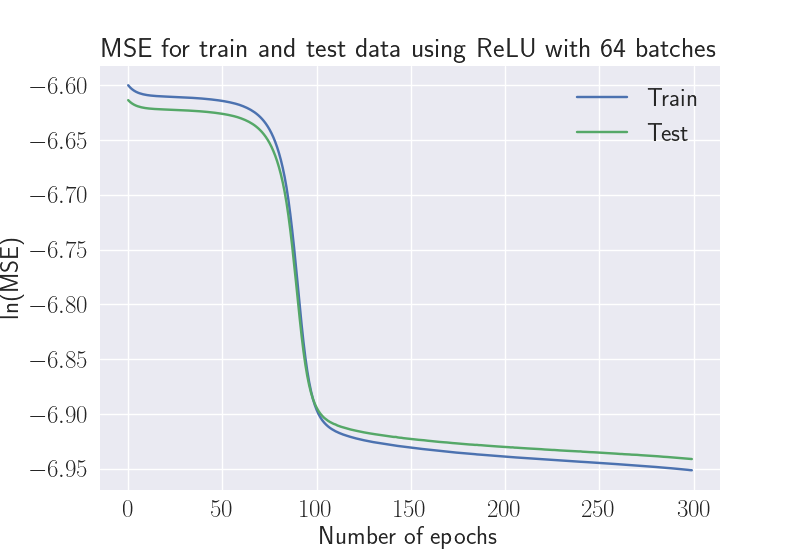 MSE for train and test data using ReLU with 64 batches
Train
Test
−6.60
−6.65
−6.70
−6.75
−6.80
−6.85
−6.90
−6.95
ln(MSE)
0 50 100 150 200 250 300
Number of epochs